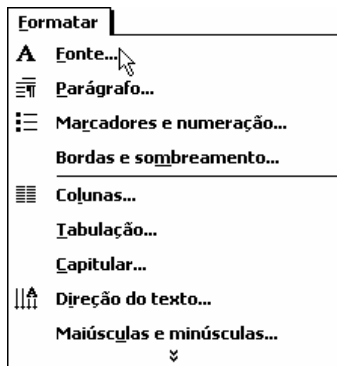 Formatar
Fonte...
Parágrafo...
Marcadores e numeração...
Bordas e sombreamento...
Colunas...
Tabulação...
Capitular...
Direção do texto...
Maiúsculas e minúsculas...